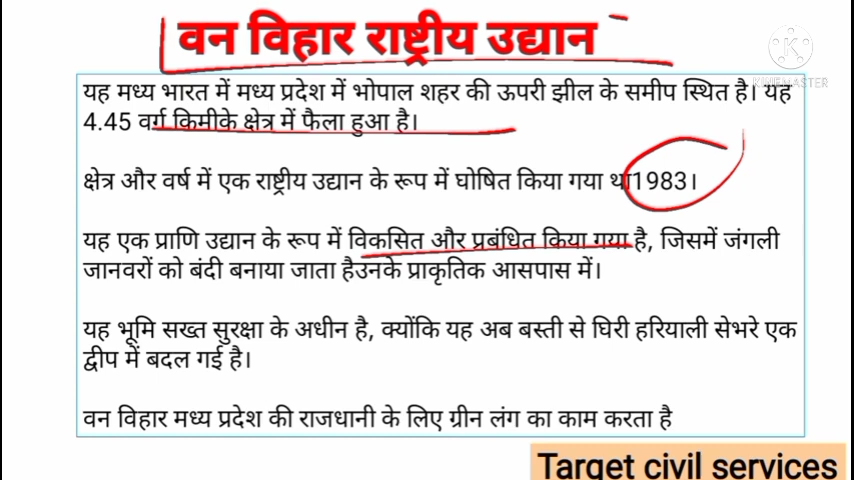 वन विहार राष्ट्रीय उद्यान
KINEMASTER
यह मध्य भारत में मध्य प्रदेश में भोपाल शहर की ऊपरी झील के समीप स्थित है। यह
4.45 वर्ग किमीके क्षेत्र में फैला हुआ है।
क्षेत्र और वर्ष में एक राष्ट्रीय उद्यान के रूप में घोषित किया गया था1983।
यह एक प्राणि उद्यान के रूप में विकसित और प्रबंधित किया गया है, जिसमें जंगली
जानवरों को बंदी बनाया जाता हैउनके प्राकृतिक आसपास में।
यह भूमि सख्त सुरक्षा के अधीन है, क्योंकि यह अब बस्ती से घिरी हरियाली सेभरे एक
द्वीप में बदल गई है।
वन विहार मध्य प्रदेश की राजधानी के लिए ग्रीन लंग का काम करता है
Target civil services